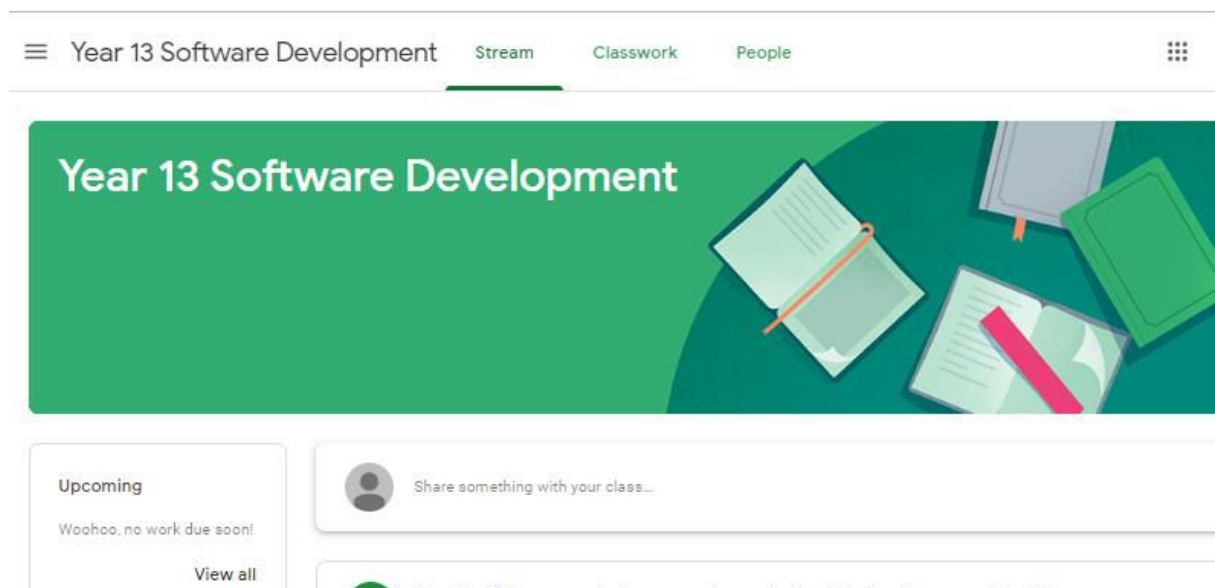 Year 13 Software Development Stream Classwork People
Year 13 Software Development
Upcoming
Woohoo, no work due soon!
View all
Share something with your class...